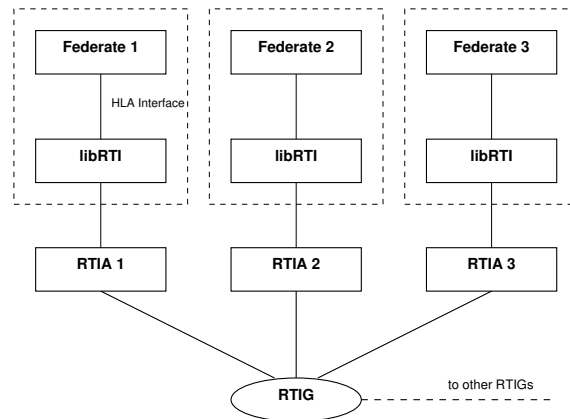 Federate 1
Federate 2
Federate 3
HLA Interface
libRTI
libRTI
libRTI
RTIA 1
RTIA 2
RTIA 3
RTIG
to other RTIGs